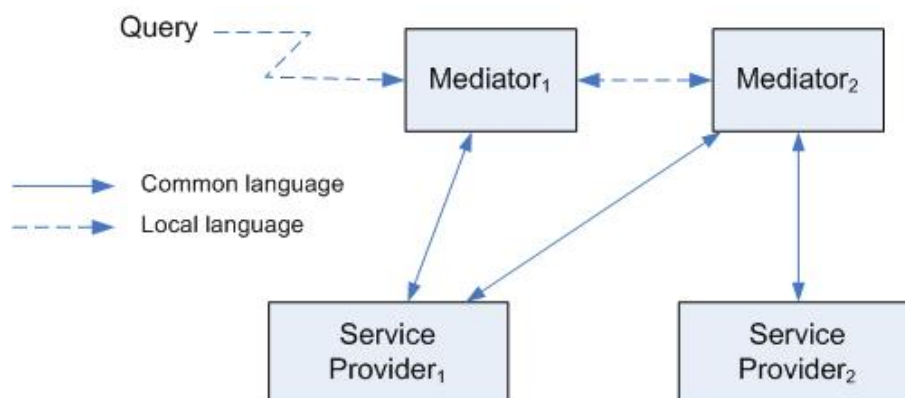 Query
Mediator₁
Mediator₂
Common language
Local language
Service
Provider₁
Service
Provider₂